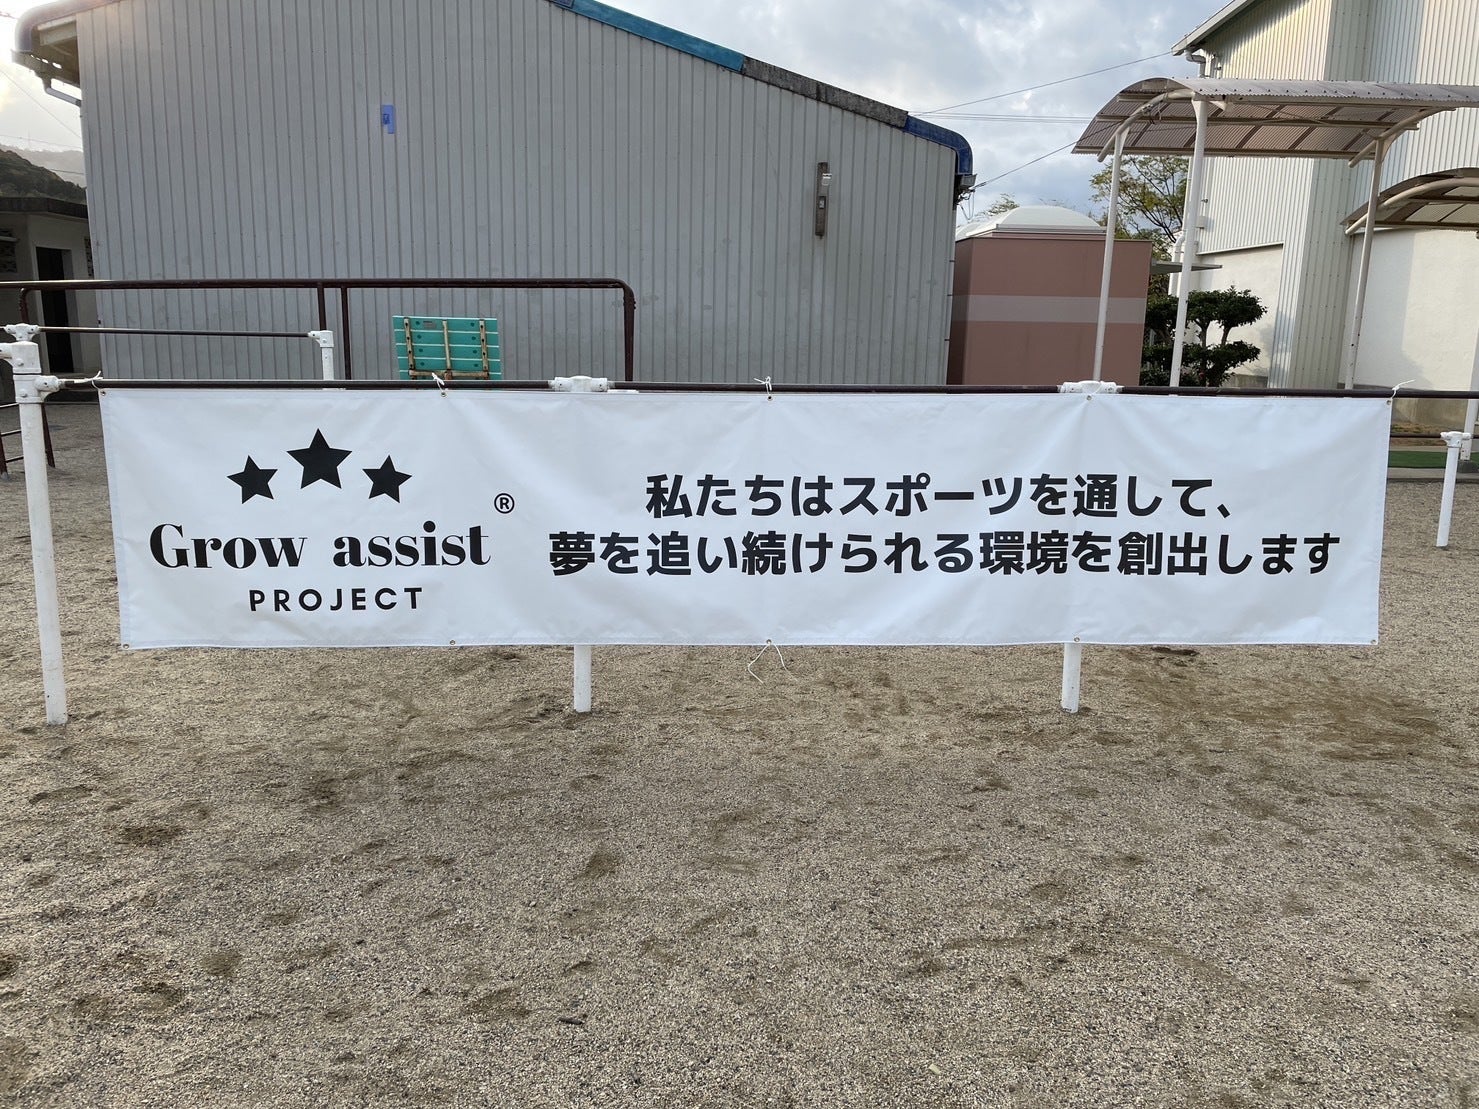 Grow assist ®
PROJECT
私たちはスポーツを通して、
夢を追い続けられる環境を創出します